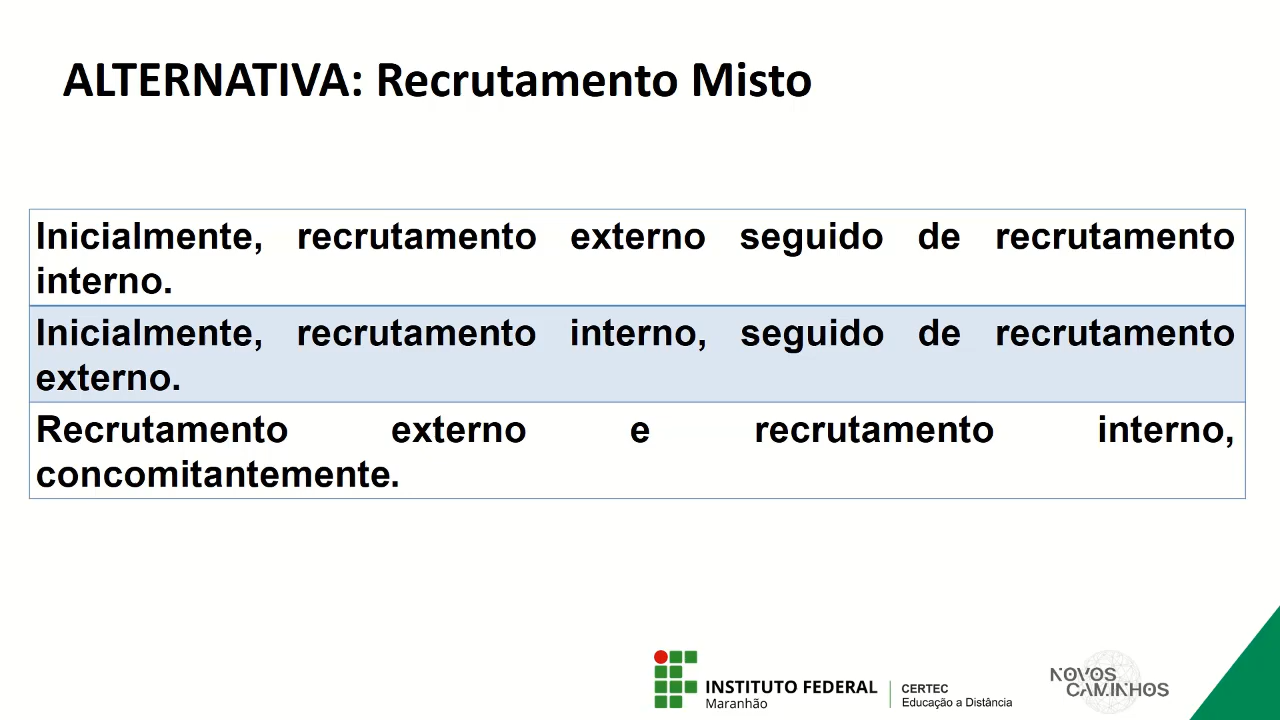 ALTERNATIVA: Recrutamento Misto
Inicialmente, recrutamento externo seguido de recrutamento
interno.
Inicialmente, recrutamento interno, seguido de recrutamento
externo.
Recrutamento externo e recrutamento interno,
concomitantemente.
INSTITUTO FEDERAL
Maranhão
CERTEC
Educação a Distância
NOVOS
CAMINHOS